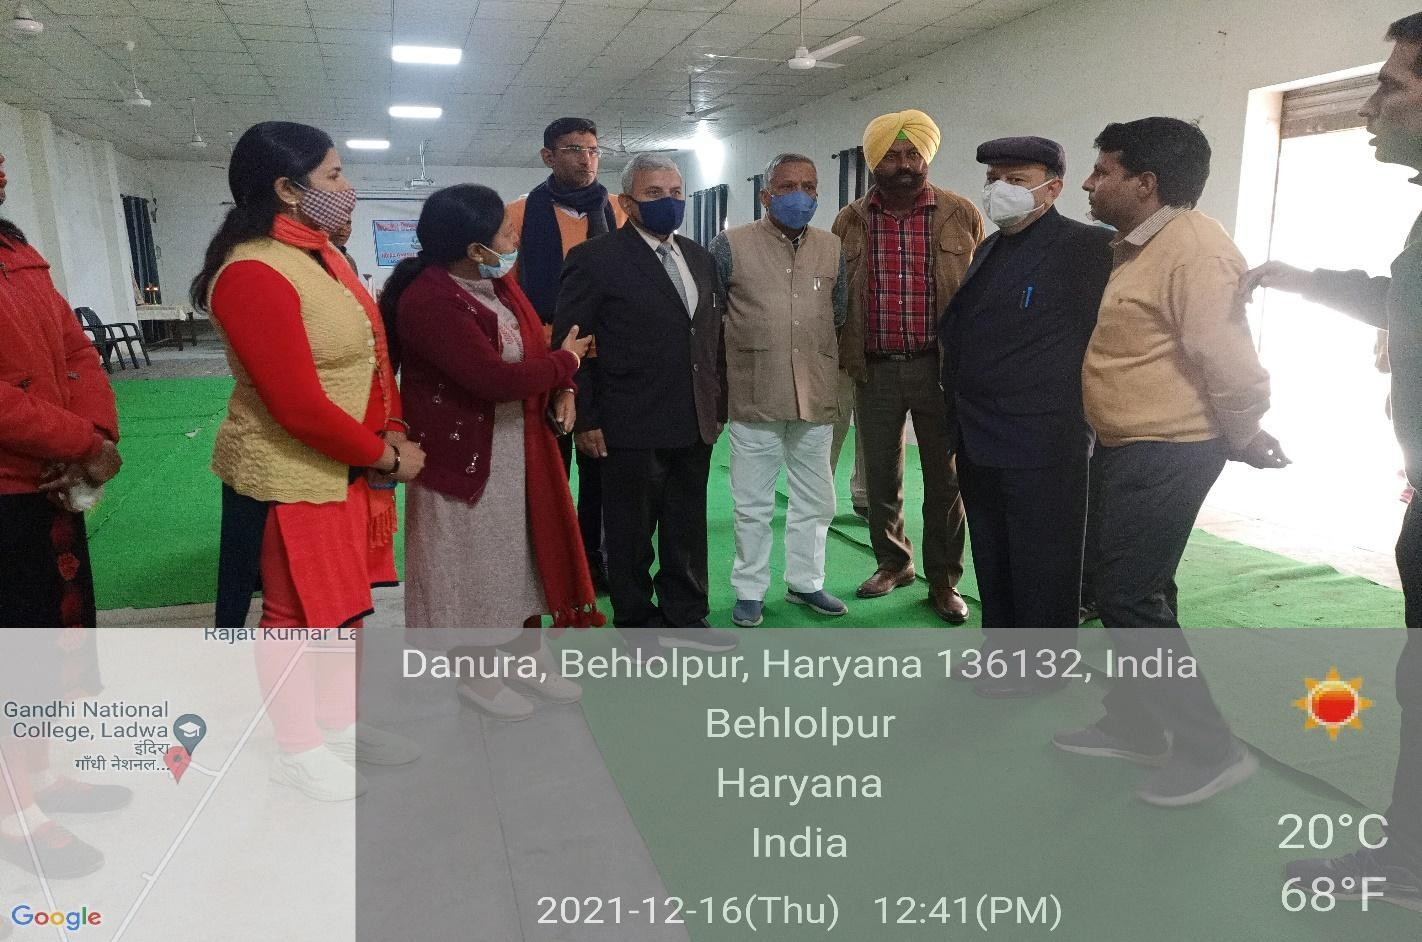 Rajat Kumar La
Gandhi National
College, Ladwa
इंदिरा
गाँधी नेशनल...
Google
Danura, Behlolpur, Haryana 136132, India
Behlolpur
Haryana
India
2021-12-16(Thu) 12:41(PM)
20°C
68°F